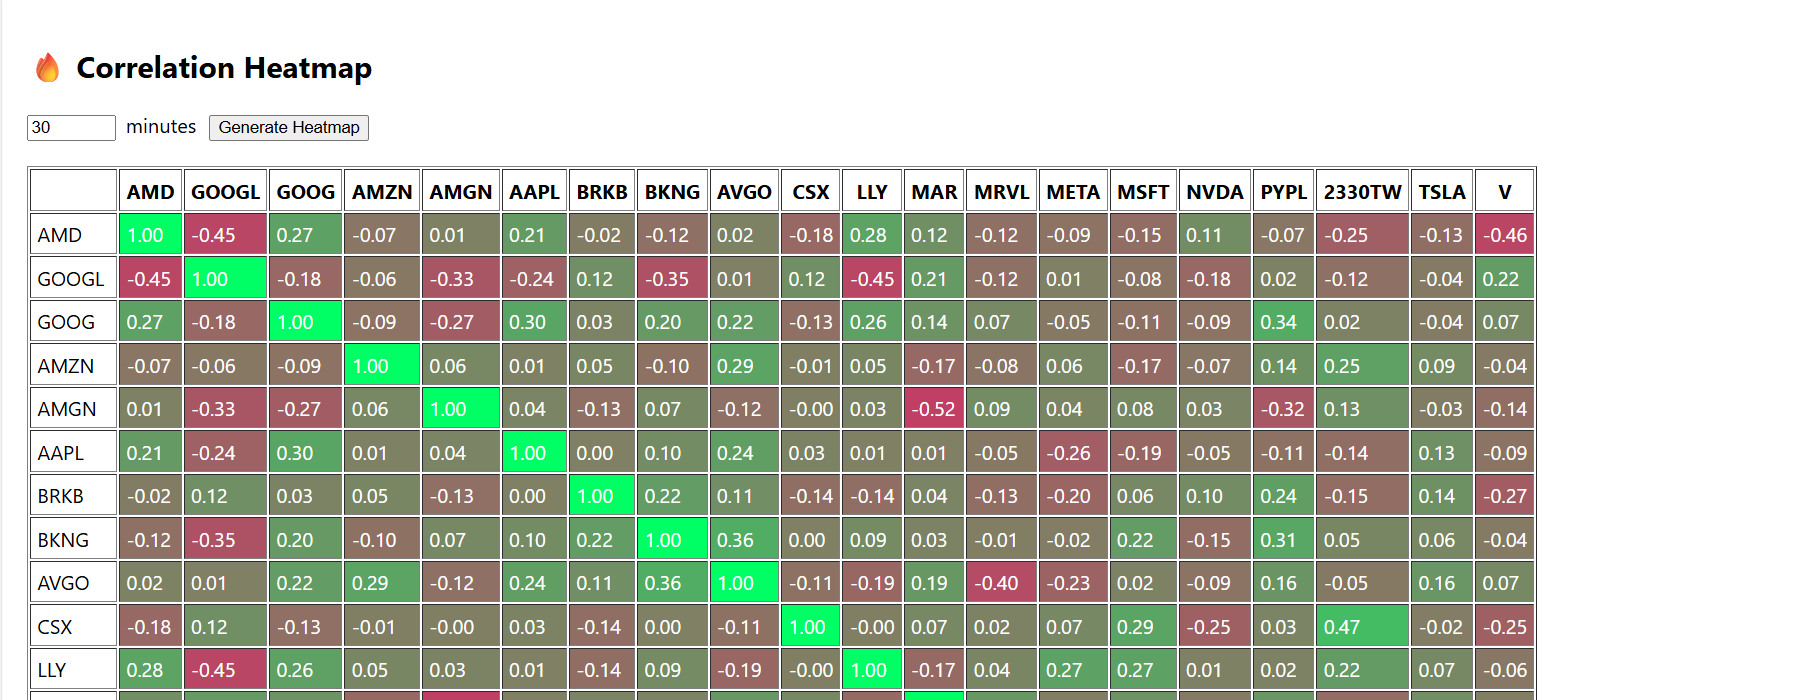 🔥 Correlation Heatmap
30 minutes Generate Heatmap
AMD GOOGL GOOG AMZN AMGN AAPL BRKB BKNG AVGO CSX LLY MAR MRVL META MSFT NVDA PYPL 2330TW TSLA V
AMD 1.00 -0.45 0.27 -0.07 0.01 0.21 -0.02 -0.12 0.02 -0.18 0.28 0.12 -0.12 -0.09 -0.15 0.11 -0.07 -0.25 -0.13 -0.46
GOOGL -0.45 1.00 -0.18 -0.06 -0.33 -0.24 0.12 -0.35 0.01 0.12 -0.45 0.21 -0.12 0.01 -0.08 -0.18 0.02 -0.12 -0.04 0.22
GOOG 0.27 -0.18 1.00 -0.09 -0.27 0.30 0.03 0.20 0.22 -0.13 0.26 0.14 0.07 -0.05 -0.11 -0.09 0.34 0.02 -0.04 0.07
AMZN -0.07 -0.06 -0.09 1.00 0.06 0.01 0.05 -0.10 0.29 -0.01 0.05 -0.17 -0.08 0.06 -0.17 -0.07 0.14 0.25 0.09 -0.04
AMGN 0.01 -0.33 -0.27 0.06 1.00 0.04 -0.13 0.07 -0.12 -0.00 0.03 -0.52 0.09 0.04 0.08 0.03 -0.32 0.13 -0.03 -0.14
AAPL 0.21 -0.24 0.30 0.01 0.04 1.00 0.00 0.10 0.24 0.03 0.01 0.01 -0.05 -0.26 -0.19 -0.05 -0.11 -0.14 0.13 -0.09
BRKB -0.02 0.12 0.03 0.05 -0.13 0.00 1.00 0.22 0.11 -0.14 -0.14 0.04 -0.13 -0.20 0.06 0.10 0.24 -0.15 0.14 -0.27
BKNG -0.12 -0.35 0.20 -0.10 0.07 0.10 0.22 1.00 0.36 0.00 0.09 0.03 -0.01 -0.02 0.22 -0.15 0.31 0.05 0.06 -0.04
AVGO 0.02 0.01 0.22 0.29 -0.12 0.24 0.11 0.36 1.00 -0.11 -0.19 0.19 -0.40 -0.23 0.02 -0.09 0.16 -0.05 0.16 0.07
CSX -0.18 0.12 -0.13 -0.01 -0.00 0.03 -0.14 0.00 -0.11 1.00 -0.00 0.07 0.02 0.07 0.29 -0.25 0.03 0.47 -0.02 -0.25
LLY 0.28 -0.45 0.26 0.05 0.03 0.01 -0.14 0.09 -0.19 -0.00 1.00 -0.17 0.04 0.27 0.27 0.01 0.02 0.22 0.07 -0.06